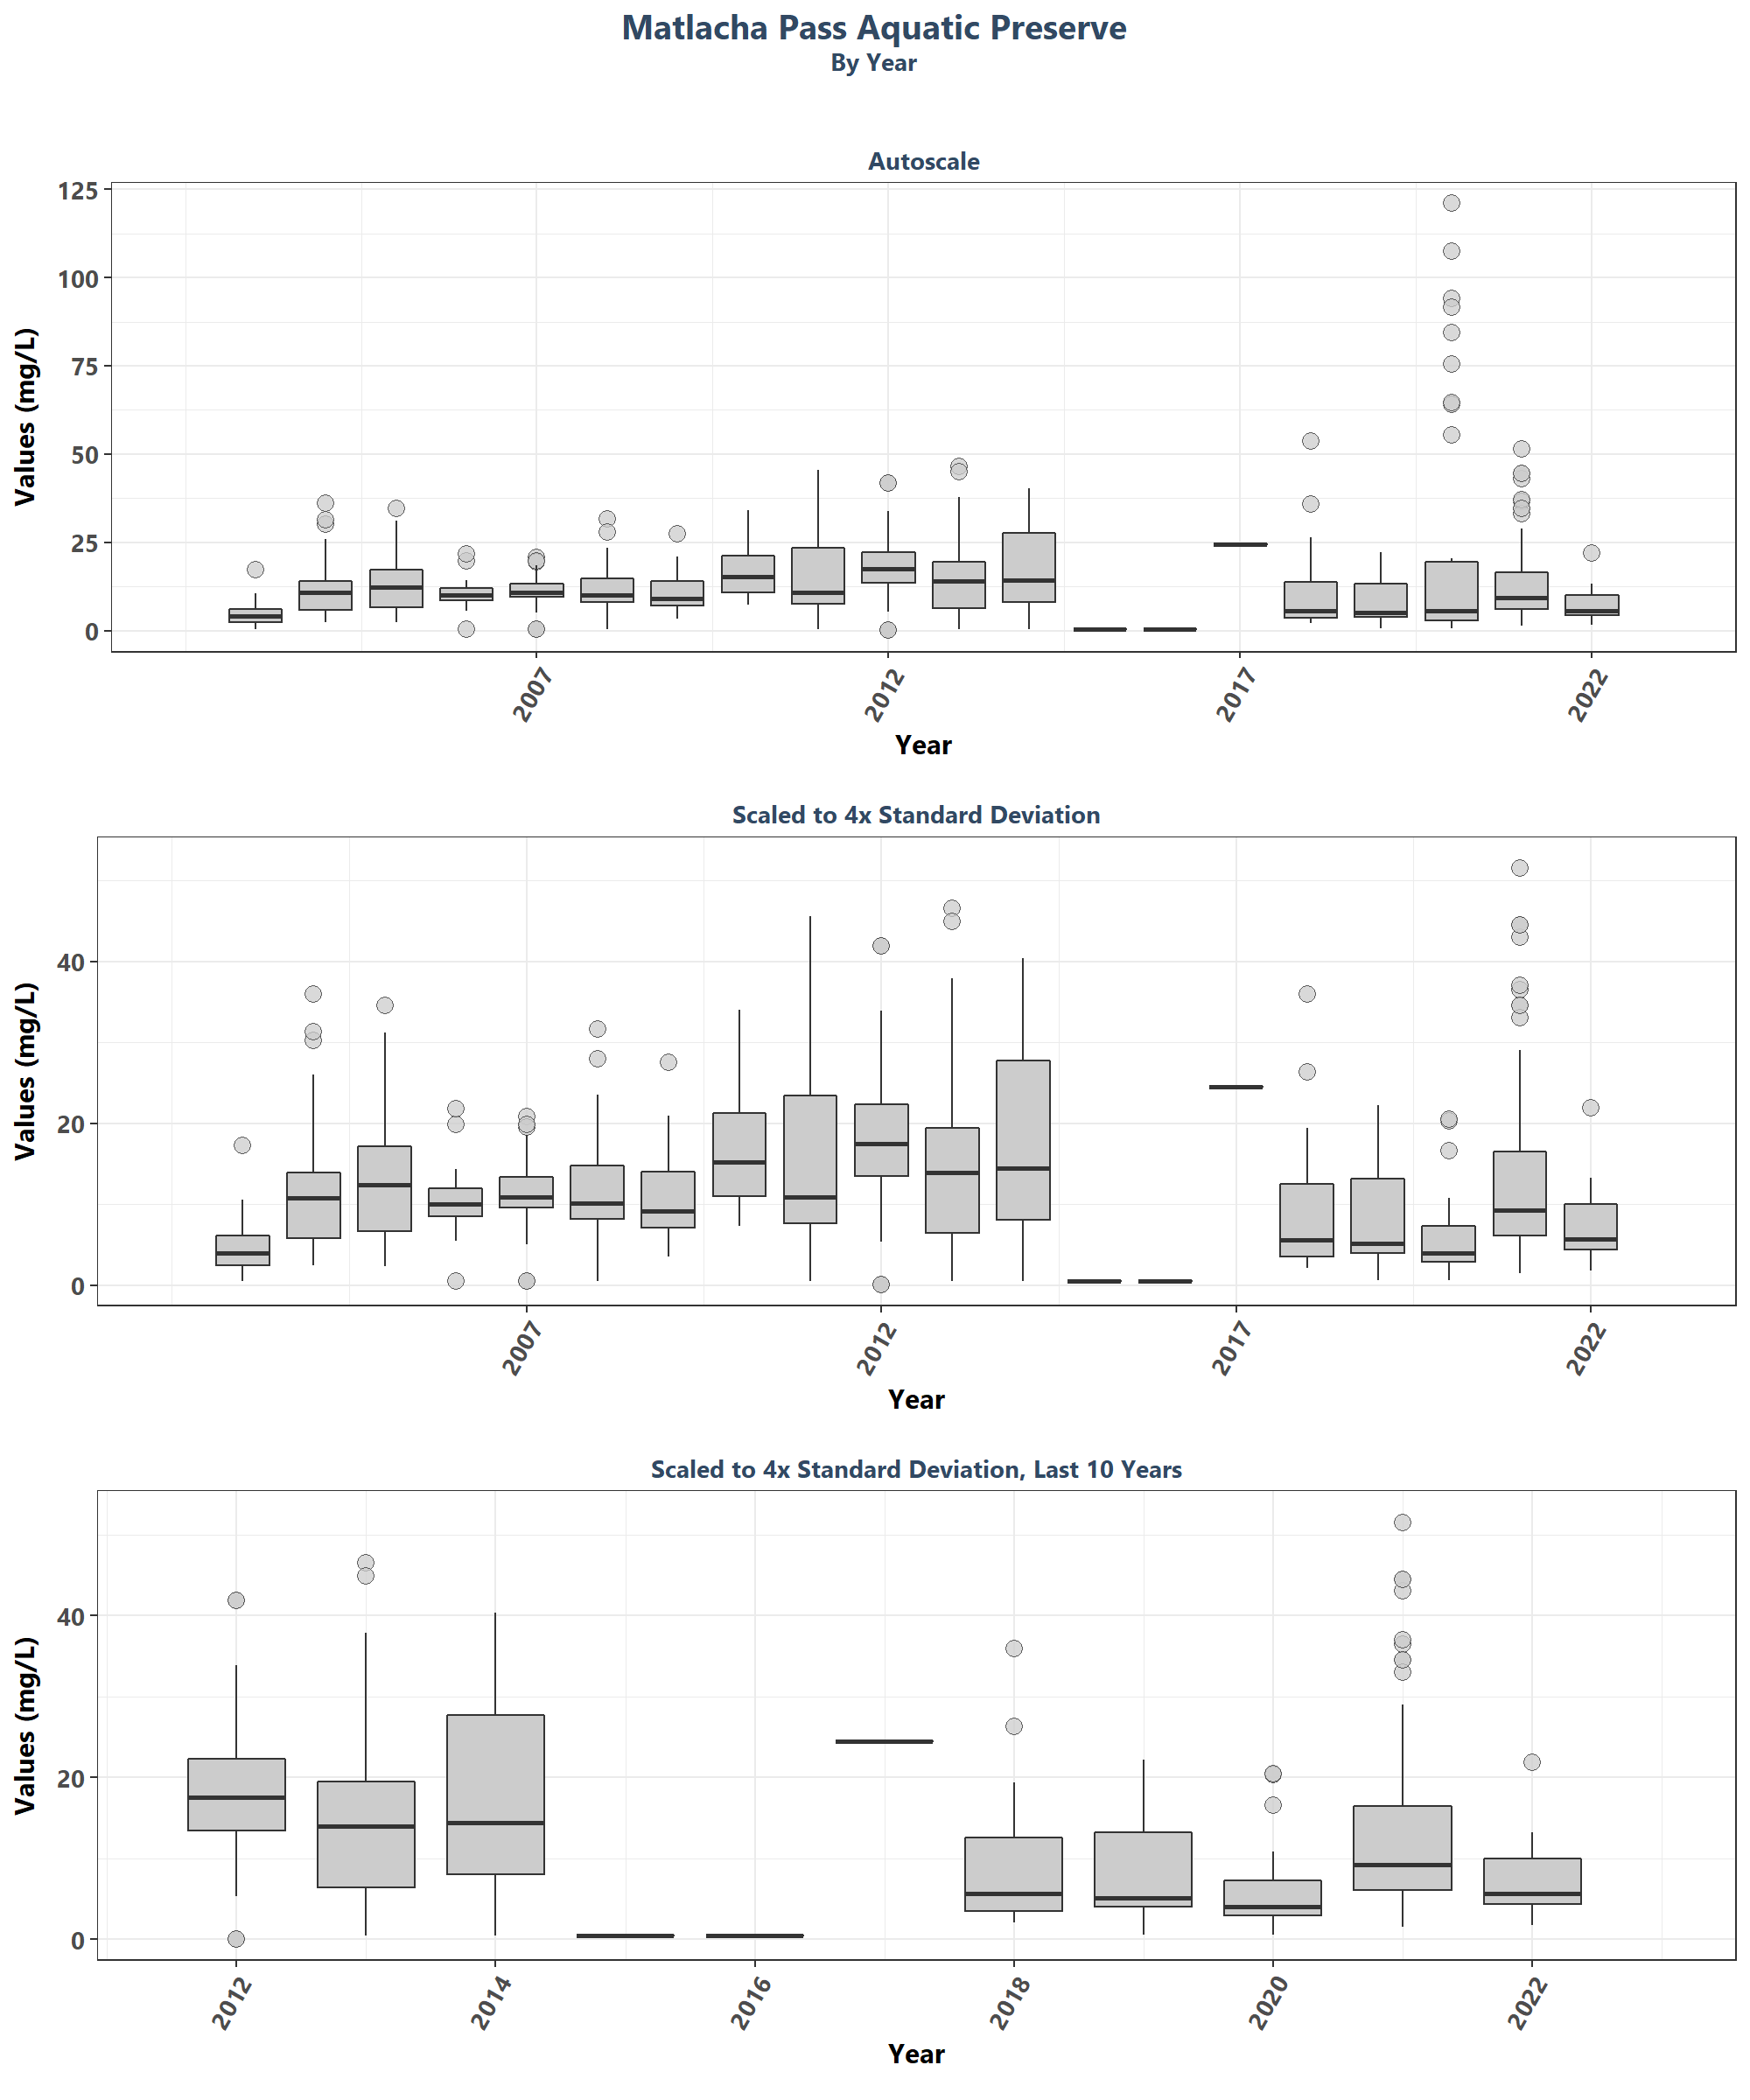 Matlacha Pass Aquatic Preserve
By Year
Autoscale
Values (mg/L)
125
100
75
50
25
0
2007
2012
2017
2022
Year
Scaled to 4x Standard Deviation
Values (mg/L)
40
20
0
2007
2012
2017
2022
Year
Scaled to 4x Standard Deviation, Last 10 Years
Values (mg/L)
40
20
0
2012
2014
2016
2018
2020
2022
Year